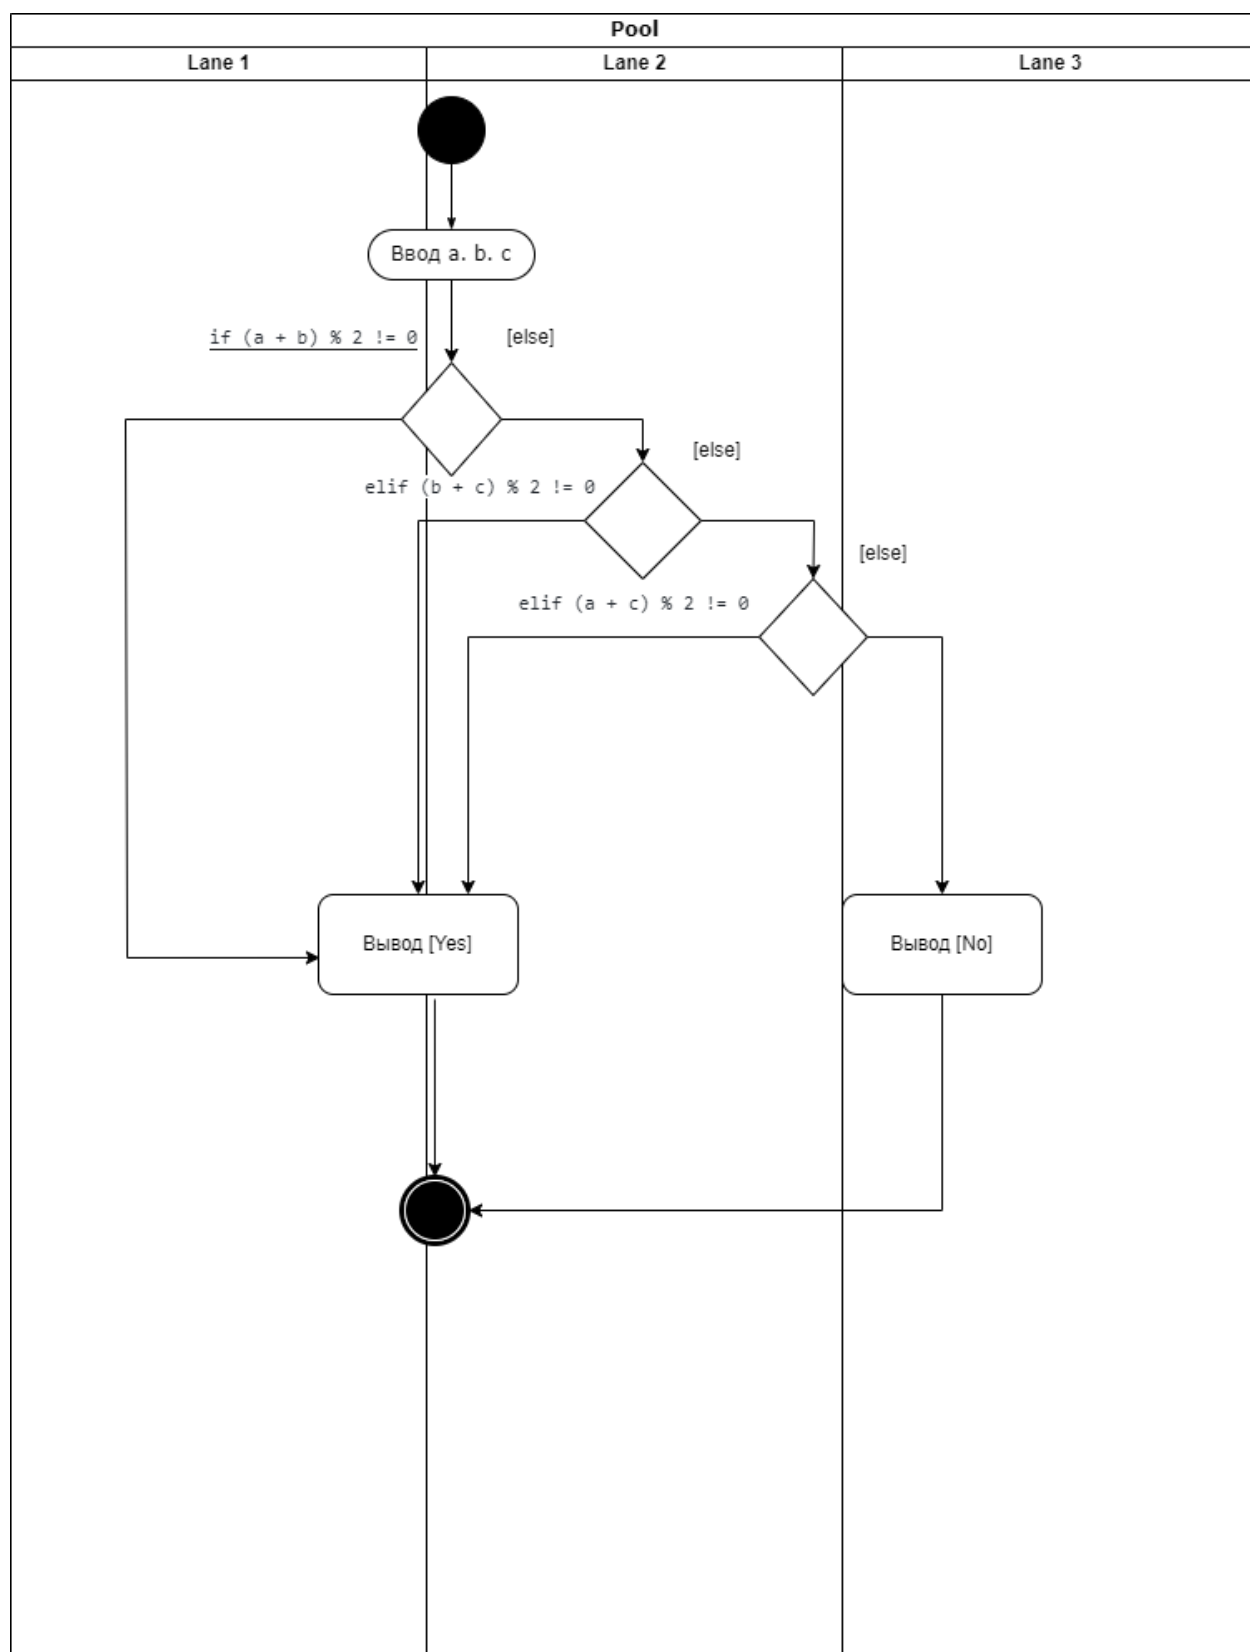 Pool
Lane 1
Lane 2
Lane 3
Ввод a. b. c
if (a + b) % 2 != 0
[else]
[else]
elif (b + c) % 2 != 0
[else]
elif (a + c) % 2 != 0
Вывод [Yes]
Вывод [No]